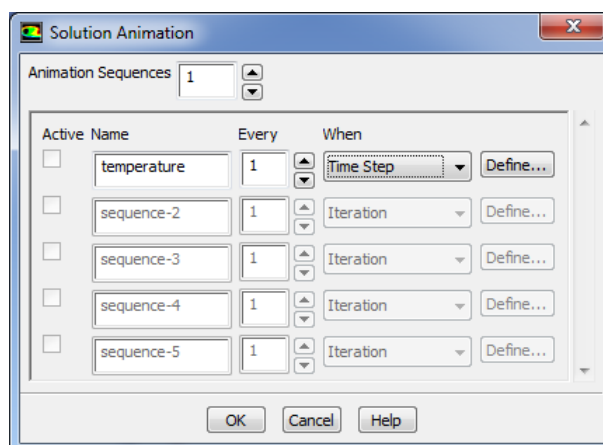 Solution Animation
Animation Sequences 1
Active Name Every When
temperature 1 Time Step Define...
sequence-2 1 Iteration Define...
sequence-3 1 Iteration Define...
sequence-4 1 Iteration Define...
sequence-5 1 Iteration Define...
OK Cancel Help